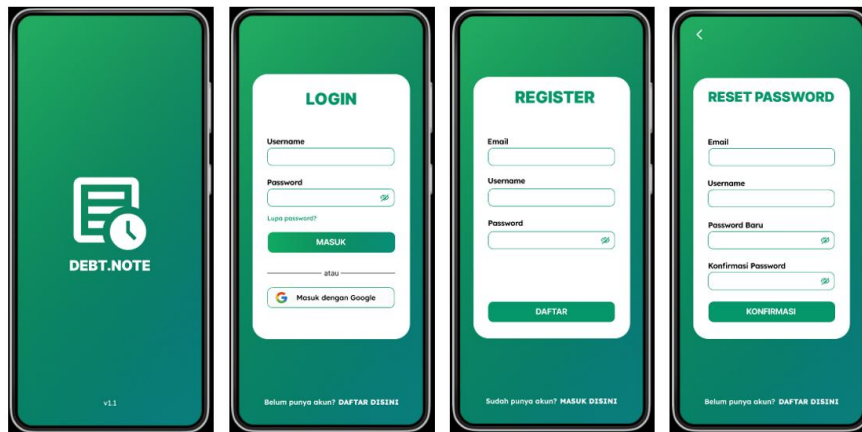 DEBT.NOTE
v1.1
LOGIN
Username
Password
Lupa password?
MASUK
atau
Masuk dengan Google
Belum punya akun? DAFTAR DISINI
REGISTER
Email
Username
Password
DAFTAR
Sudah punya akun? MASUK DISINI
RESET PASSWORD
Email
Username
Password Baru
Konfirmasi Password
KONFIRMASI
Belum punya akun? DAFTAR DISINI